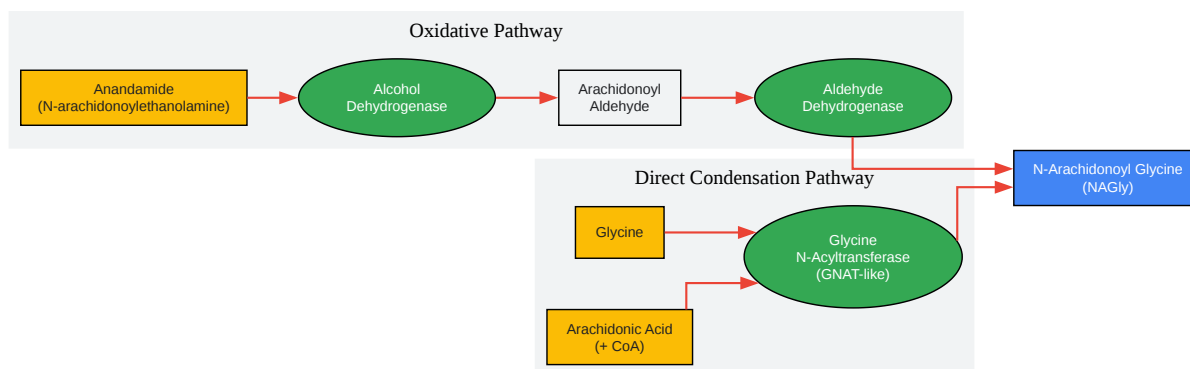 Oxidative Pathway
Anandamide
(N-arachidonoylethanolamine)
Alcohol
Dehydrogenase
Arachidonoyl
Aldehyde
Aldehyde
Dehydrogenase
N-Arachidonoyl Glycine
(NAGly)
Direct Condensation Pathway
Glycine
Glycine
N-Acyltransferase
(GNAT-like)
Arachidonic Acid
(+ CoA)